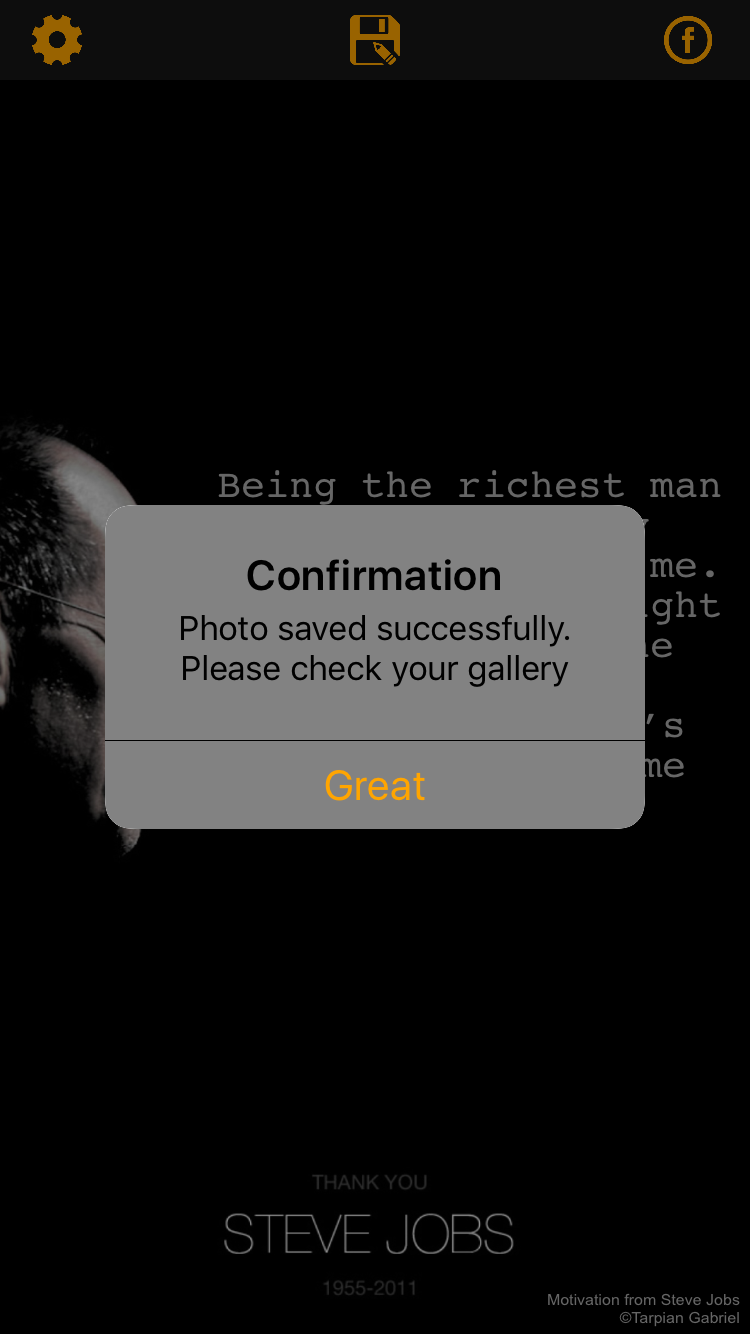 Being the richest man
me.
ght
Confirmation
Photo saved successfully.
Please check your gallery
’s
me
Great
THANK YOU
STEVE JOBS
1955-2011
Motivation from Steve Jobs
©Tarpian Gabriel